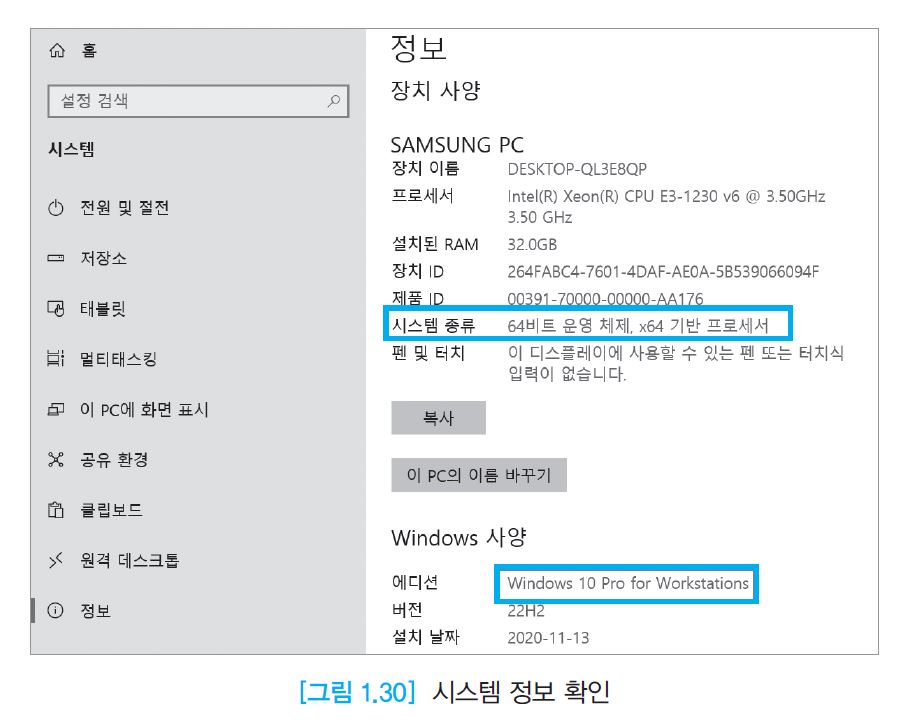 홈
설정 검색
시스템
전원 및 절전
저장소
태블릿
멀티태스킹
이 PC에 화면 표시
공유 환경
클립보드
원격 데스크톱
정보
정보
장치 사양
SAMSUNG PC
장치 이름 DESKTOP-QL3E8QP
프로세서 Intel(R) Xeon(R) CPU E3-1230 v6 @ 3.50GHz
3.50 GHz
설치된 RAM 32.0GB
장치 ID 264FABC4-7601-4DAF-AE0A-5B539066094F
제품 ID 00391-70000-00000-AA176
시스템 종류 64비트 운영 체제, x64 기반 프로세서
펜 및 터치 이 디스플레이에 사용할 수 있는 펜 또는 터치식
입력이 없습니다.
복사
이 PC의 이름 바꾸기
Windows 사양
에디션 Windows 10 Pro for Workstations
버전 22H2
설치 날짜 2020-11-13
[그림 1.30] 시스템 정보 확인